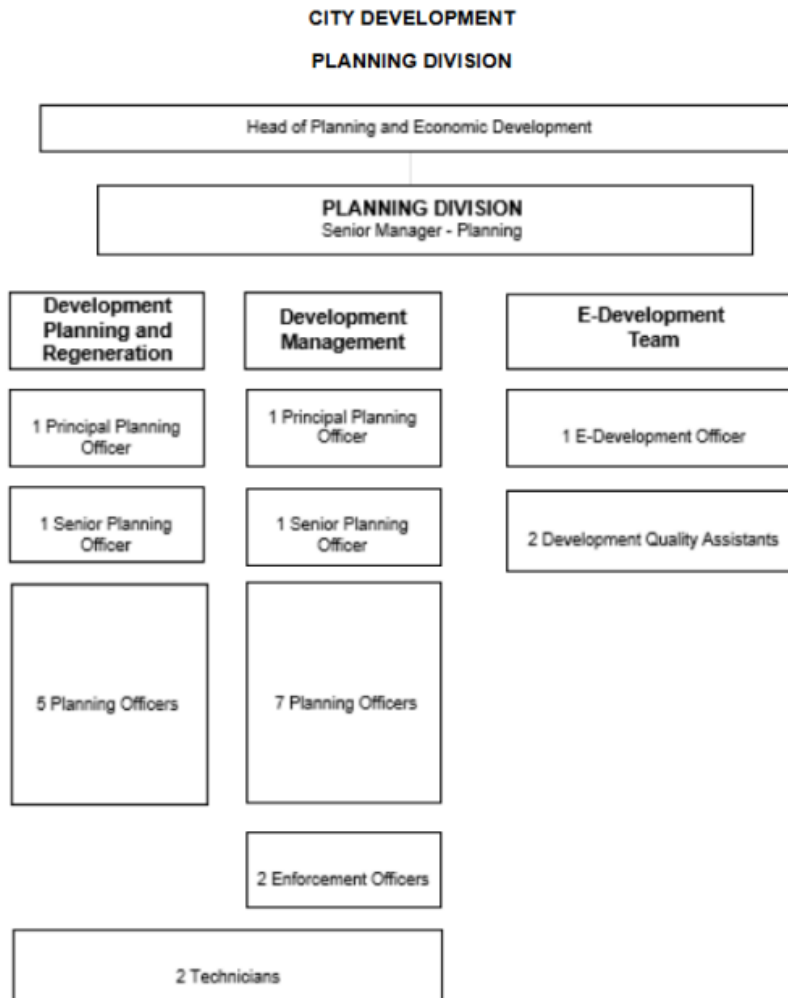 CITY DEVELOPMENT
PLANNING DIVISION
Head of Planning and Economic Development
PLANNING DIVISION
Senior Manager - Planning
Development
Planning and
Regeneration
1 Principal Planning
Officer
1 Senior Planning
Officer
5 Planning Officers
Development
Management
1 Principal Planning
Officer
1 Senior Planning
Officer
7 Planning Officers
2 Enforcement Officers
2 Technicians
E-Development
Team
1 E-Development Officer
2 Development Quality Assistants